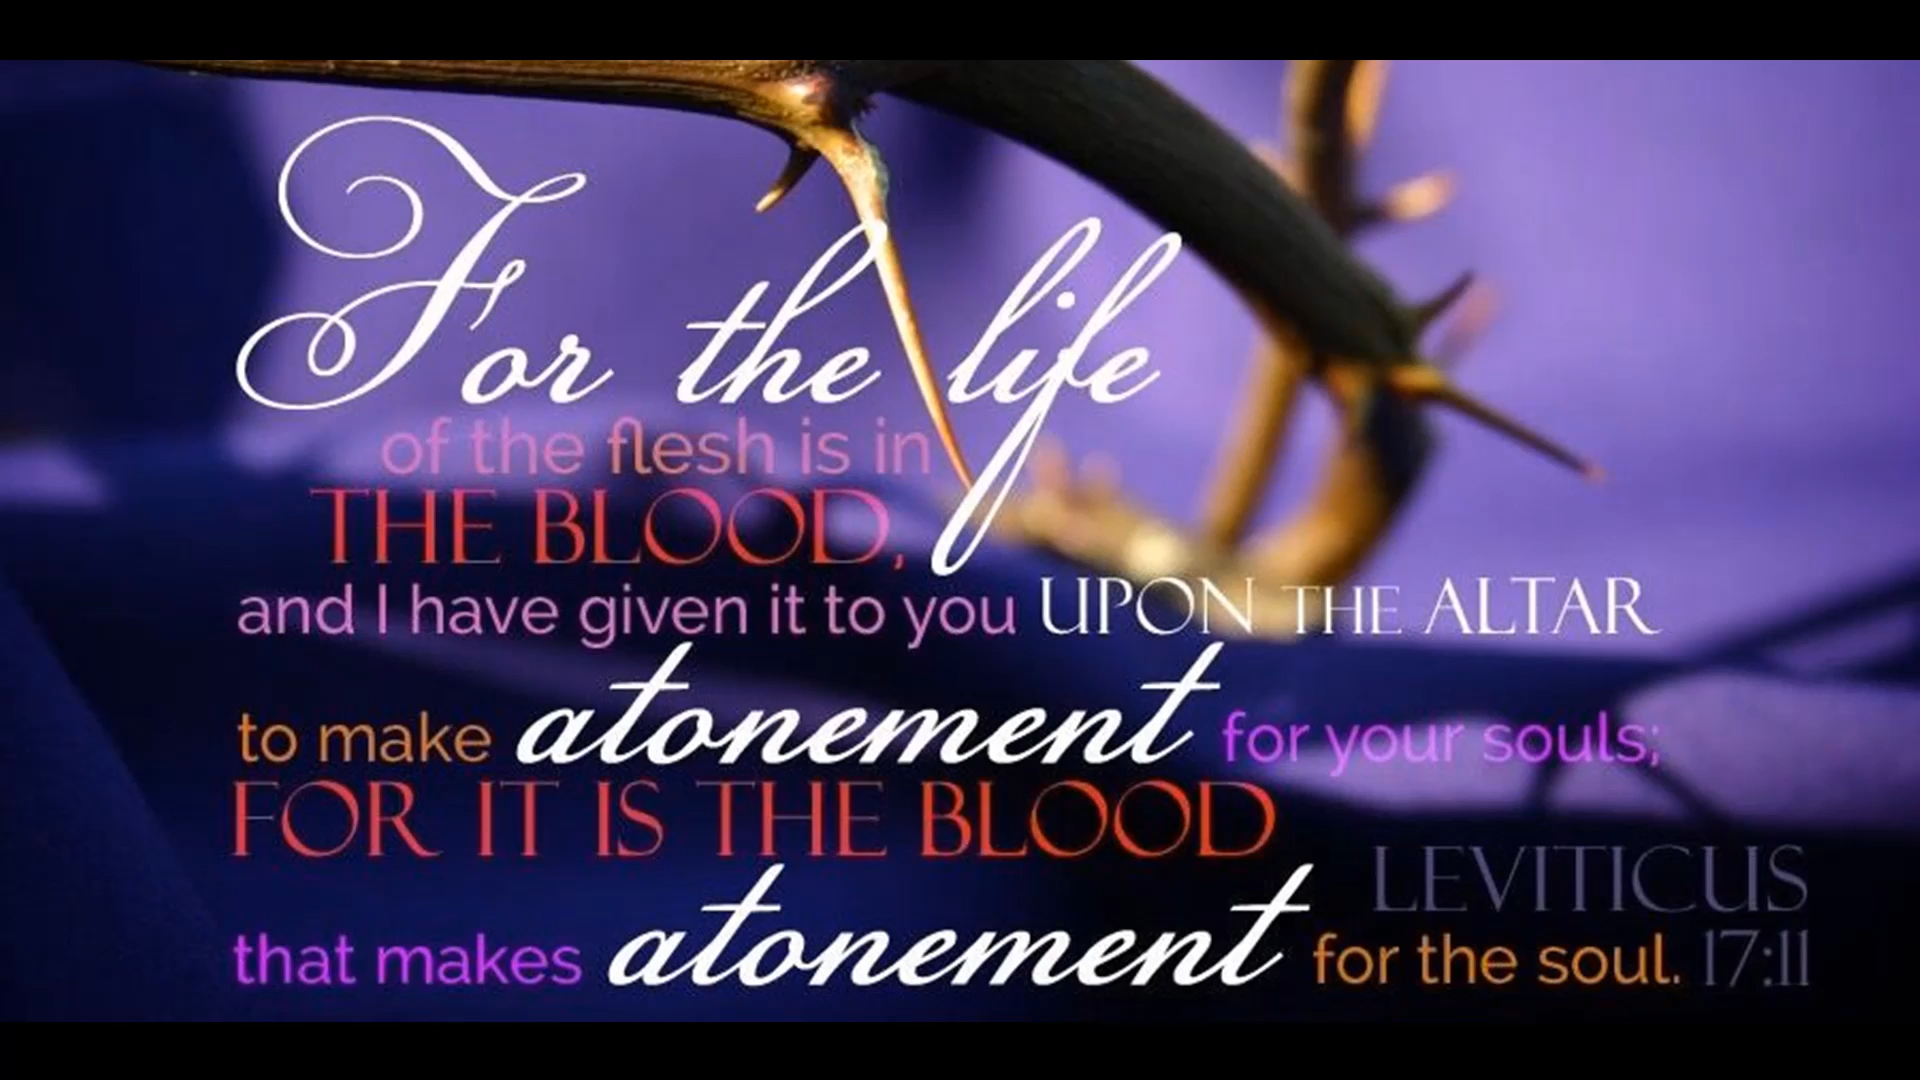 For the life
of the flesh is in
THE BLOOD,
and I have given it to you UPON THE ALTAR
to make atonement for your souls;
FOR IT IS THE BLOOD
that makes atonement for the soul.
LEVITICUS
17:11